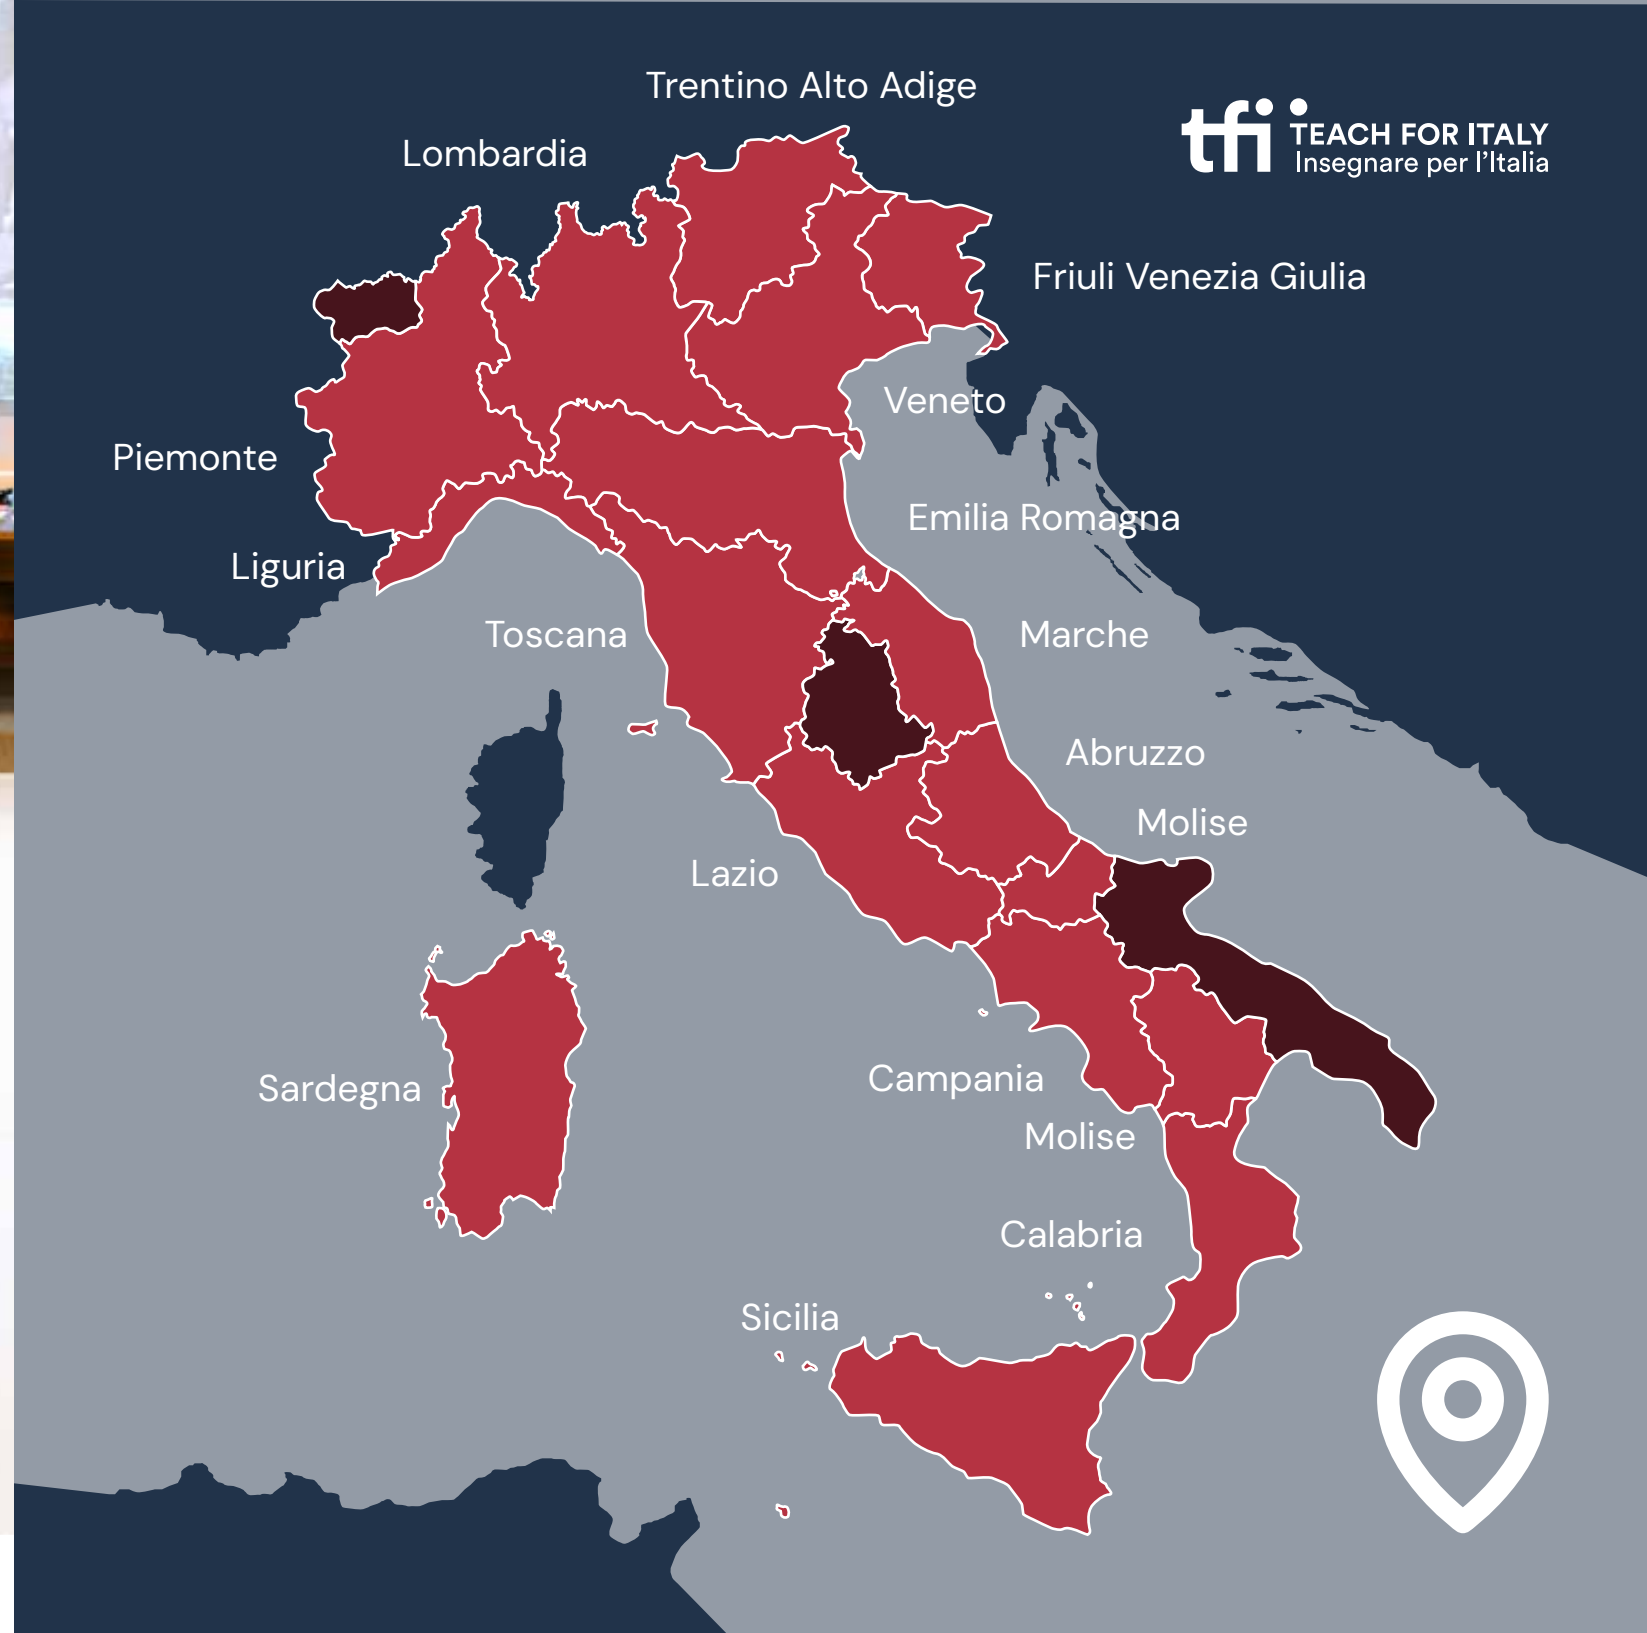 Trentino Alto Adige
tfi TEACH FOR ITALY
Insegnare per l'Italia
Lombardia
Friuli Venezia Giulia
Veneto
Piemonte
Emilia Romagna
Liguria
Toscana
Marche
Abruzzo
Molise
Lazio
Campania
Sardegna
Molise
Calabria
Sicilia